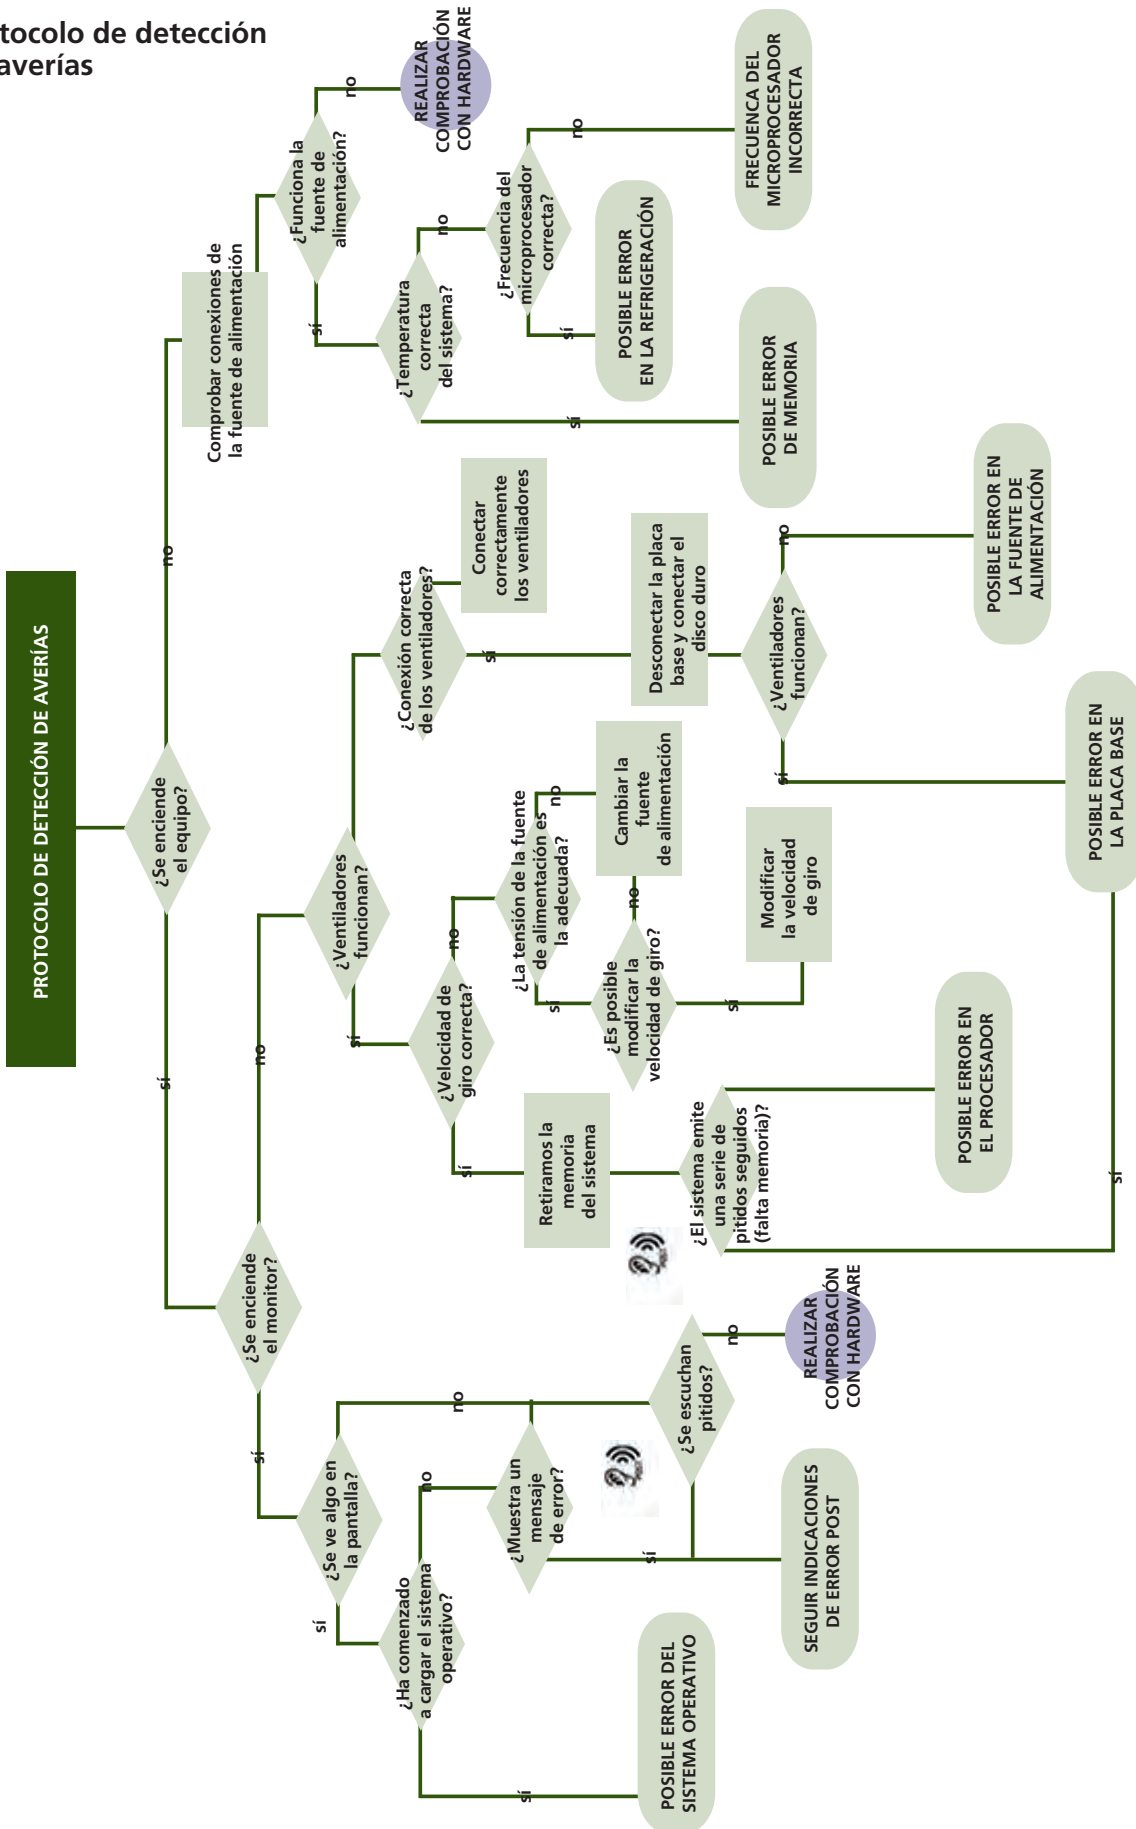 tocolo de detección
averías
PROTOCOLO DE DETECCIÓN DE AVERÍAS
¿Se enciende
el equipo?
sí
no
¿Se enciende
el monitor?
sí
no
¿Se ve algo en
la pantalla?
sí
no
¿Ha comenzado
a cargar el sistema
operativo?
sí
no
POSIBLE ERROR DEL
SISTEMA OPERATIVO
¿Muestra un
mensaje
de error?
sí
¿Se escuchan
pitidos?
no
SEGUIR INDICACIONES
DE ERROR POST
REALIZAR
COMPROBACIÓN
CON HARDWARE
¿Ventiladores
funcionan?
sí
¿Velocidad de
giro correcta?
sí
no
Retiramos la
memoria
del sistema
¿El sistema emite
una serie de
pitidos seguidos
(falta memoria)?
sí
POSIBLE ERROR EN
EL PROCESADOR
¿La tensión de la fuente
de alimentación es
la adecuada?
sí
no
¿Es posible
modificar la
velocidad de giro?
sí
no
Cambiar la
fuente
de alimentación
Modificar
la velocidad
de giro
¿Conexión correcta
de los ventiladores?
sí
Conectar
correctamente
los ventiladores
Desconectar la placa
base y conectar el
disco duro
¿Ventiladores
funcionan?
sí
no
POSIBLE ERROR EN
LA PLACA BASE
POSIBLE ERROR EN
LA FUENTE DE
ALIMENTACIÓN
Comprobar conexiones de
la fuente de alimentación
¿Funciona la
fuente de
alimentación?
sí
no
REALIZAR
COMPROBACIÓN
CON HARDWARE
¿Temperatura
correcta
del sistema?
sí
no
POSIBLE ERROR
DE MEMORIA
¿Frecuencia del
microprocesador
correcta?
sí
no
POSIBLE ERROR
EN LA REFRIGERACIÓN
FRECUENCA DEL
MICROPROCESADOR
INCORRECTA